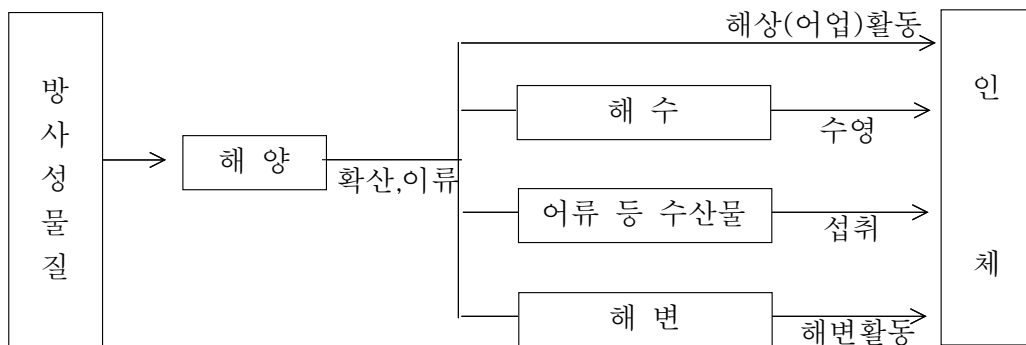 방사성물질
해 양
확산,이류
해상(어업)활동
해 수
수영
어류 등 수산물
섭취
해 변
해변활동
인체